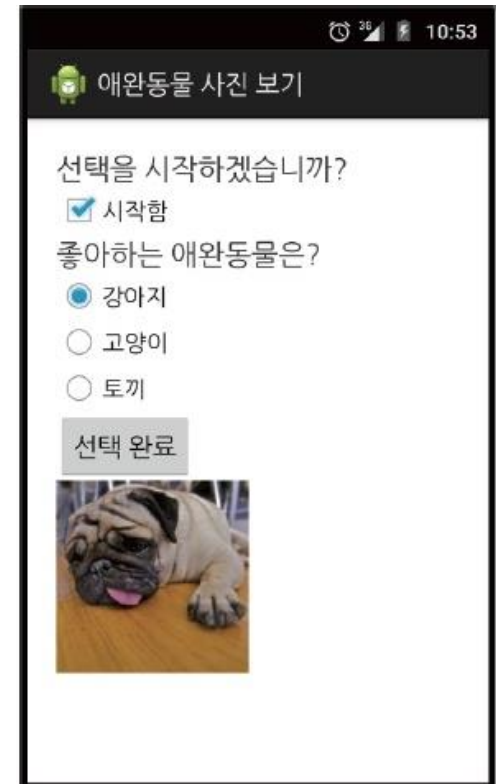 3G 10:53
애완동물 사진 보기
선택을 시작하겠습니까?
시작함
좋아하는 애완동물은?
강아지
고양이
토끼
선택 완료